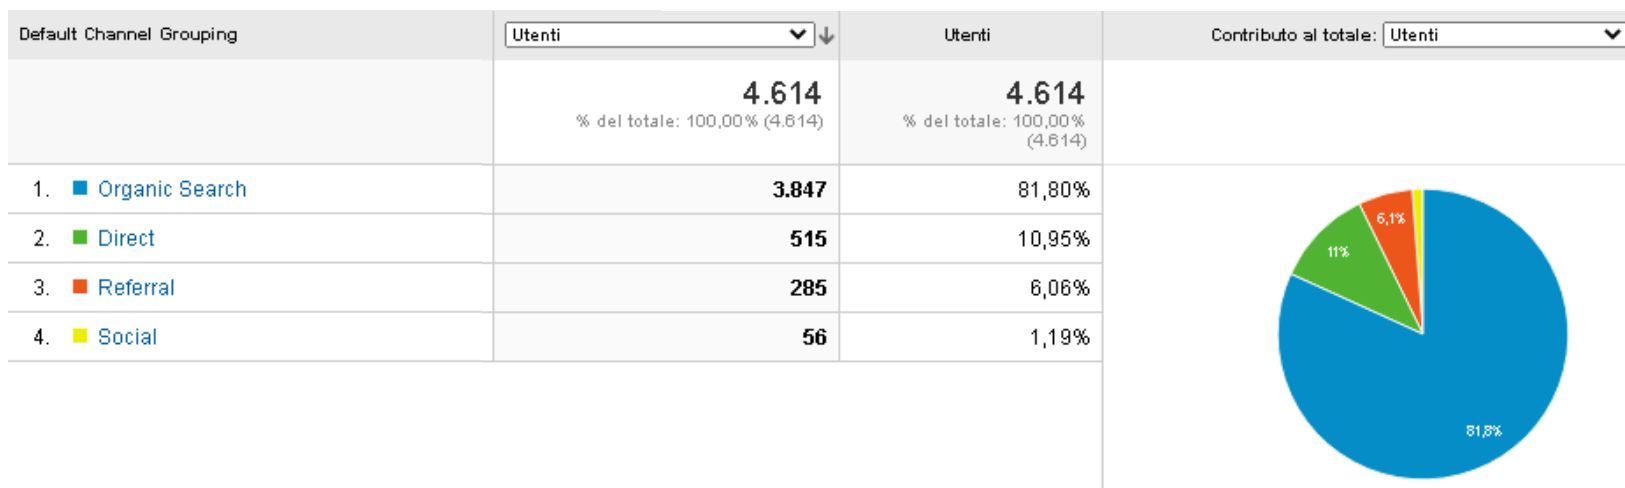 Default Channel Grouping
Utenti
Utenti
Contributo al totale: Utenti
4.614
% del totale: 100,00% (4.614)
4.614
% del totale: 100,00%
(4.614)
1. Organic Search 3.847 81,80%
2. Direct 515 10,95%
3. Referral 285 6,06%
4. Social 56 1,19%
6,1%
11%
81,8%